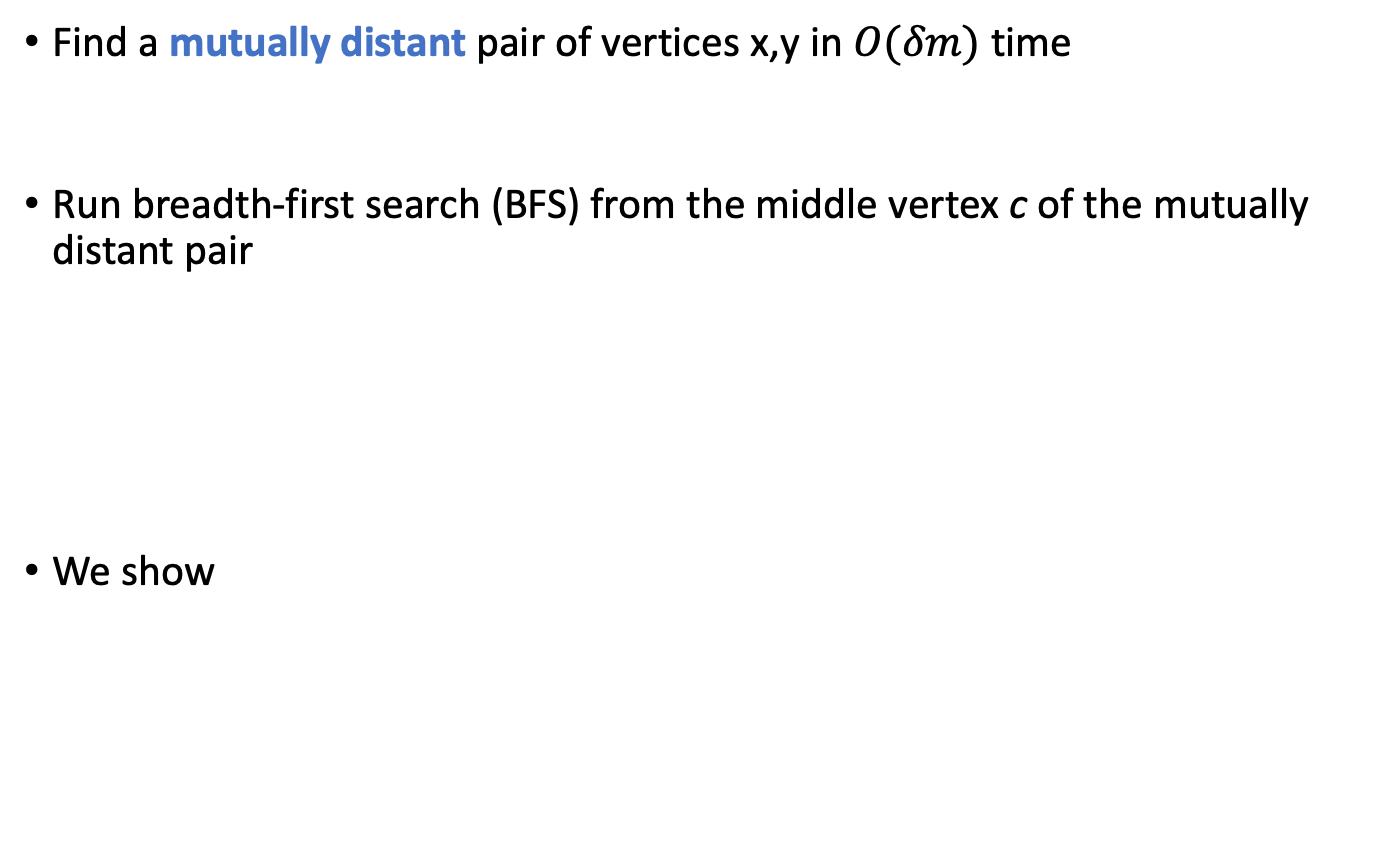 • Find a mutually distant pair of vertices x,y in 𝑂(𝛿𝑚) time
• Run breadth-first search (BFS) from the middle vertex c of the mutually
distant pair
• We show